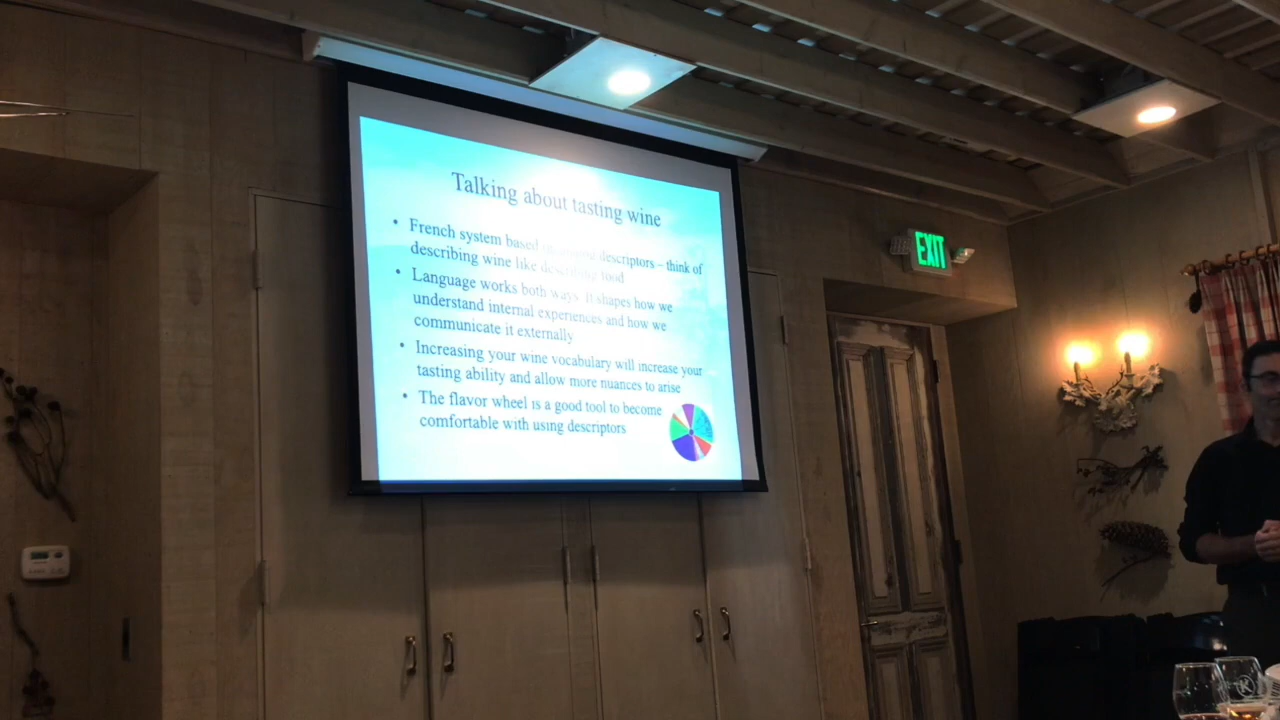 Talking about tasting wine
• French system based descriptors – think of
describing wine like describing food
• Language works both ways. It shapes how we
understand internal experiences and how we
communicate it externally
• Increasing your wine vocabulary will increase your
tasting ability and allow more nuances to arise
• The flavor wheel is a good tool to become
comfortable with using descriptors
EXIT
K